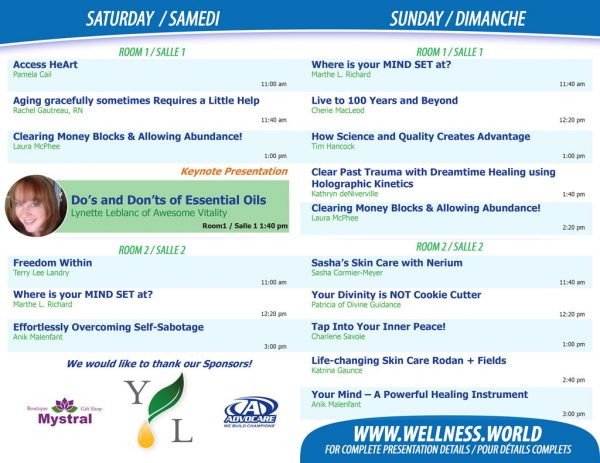 SATURDAY / SAMEDI
ROOM 1 / SALLE 1
Access HeArt
Pamela Cail
11:00 am
Aging gracefully sometimes Requires a Little Help
Rachel Gautreau, RN
11:40 am
Clearing Money Blocks & Allowing Abundance!
Laura McPhee
1:00 pm
Keynote Presentation
Do's and Don'ts of Essential Oils
Lynette Leblanc of Awesome Vitality
Room1 / Salle 1 1:40 pm
ROOM 2 / SALLE 2
Freedom Within
Terry Lee Landry
11:00 am
Where is your MIND SET at?
Marthe L. Richard
12:20 pm
Effortlessly Overcoming Self-Sabotage
Anik Malenfant
3:00 pm
We would like to thank our Sponsors!
Boutique Gift Shop
Mystral
Y L
ADVOCARE
WE BUILD CHAMPIONS
SUNDAY / DIMANCHE
ROOM 1 / SALLE 1
Where is your MIND SET at?
Marthe L. Richard
11:40 am
Live to 100 Years and Beyond
Cherie MacLeod
12:20 pm
How Science and Quality Creates Advantage
Tim Hancock
1:00 pm
Clear Past Trauma with Dreamtime Healing using
Holographic Kinetics
Kathryn deNiverville
1:40 pm
Clearing Money Blocks & Allowing Abundance!
Laura McPhee
2:20 pm
ROOM 2 / SALLE 2
Sasha's Skin Care with Nerium
Sasha Cormier-Meyer
11:40 am
Your Divinity is NOT Cookie Cutter
Patricia of Divine Guidance
12:20 pm
Tap Into Your Inner Peace!
Charlene Savoie
1:00 pm
Life-changing Skin Care Rodan + Fields
Katrina Gaunce
2:40 pm
Your Mind – A Powerful Healing Instrument
Anik Malenfant
3:00 pm
WWW.WELLNESS.WORLD
FOR COMPLETE PRESENTATION DETAILS / POUR DÉTAILS COMPLETS